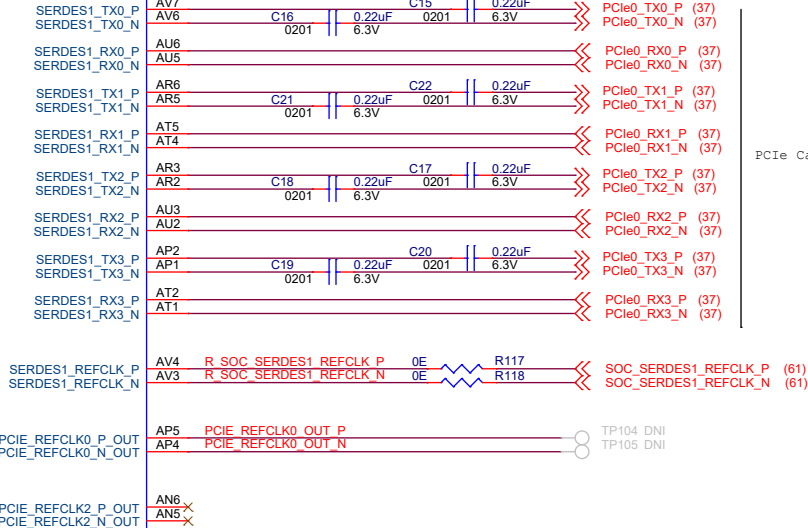 SERDES1_TX0_P AV7 C15 0.22uF PCIe0_TX0_P (37)
SERDES1_TX0_N AV6 C16 0.22uF 0201 6.3V PCIe0_TX0_N (37)
0201 6.3V
SERDES1_RX0_P AU6 PCIe0_RX0_P (37)
SERDES1_RX0_N AU5 PCIe0_RX0_N (37)
SERDES1_TX1_P AR6 C22 0.22uF PCIe0_TX1_P (37)
SERDES1_TX1_N AR5 C21 0.22uF 0201 6.3V PCIe0_TX1_N (37)
0201 6.3V
SERDES1_RX1_P AT5 PCIe0_RX1_P (37)
SERDES1_RX1_N AT4 PCIe0_RX1_N (37)
PCIe Ca
SERDES1_TX2_P AR3 C17 0.22uF PCIe0_TX2_P (37)
SERDES1_TX2_N AR2 C18 0.22uF 0201 6.3V PCIe0_TX2_N (37)
0201 6.3V
SERDES1_RX2_P AU3 PCIe0_RX2_P (37)
SERDES1_RX2_N AU2 PCIe0_RX2_N (37)
SERDES1_TX3_P AP2 C20 0.22uF PCIe0_TX3_P (37)
SERDES1_TX3_N AP1 C19 0.22uF 0201 6.3V PCIe0_TX3_N (37)
0201 6.3V
SERDES1_RX3_P AT2 PCIe0_RX3_P (37)
SERDES1_RX3_N AT1 PCIe0_RX3_N (37)
SERDES1_REFCLK_P AV4 R_SOC_SERDES1_REFCLK_P 0E R117 SOC_SERDES1_REFCLK_P (61)
SERDES1_REFCLK_N AV3 R_SOC_SERDES1_REFCLK_N 0E R118 SOC_SERDES1_REFCLK_N (61)
PCIE_REFCLK0_P_OUT AP5 PCIE_REFCLK0_OUT_P TP104 DNI
PCIE_REFCLK0_N_OUT AP4 PCIE_REFCLK0_OUT_N TP105 DNI
PCIE_REFCLK2_P_OUT AN6
PCIE_REFCLK2_N_OUT AN5